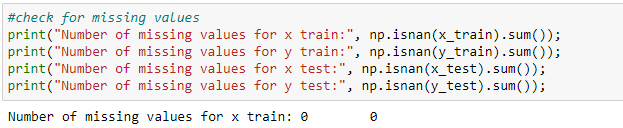 #check for missing values
print("Number of missing values for x train:", np.isnan(x_train).sum());
print("Number of missing values for y train:", np.isnan(y_train).sum());
print("Number of missing values for x test:", np.isnan(x_test).sum());
print("Number of missing values for y test:", np.isnan(y_test).sum());
Number of missing values for x train: 0 0